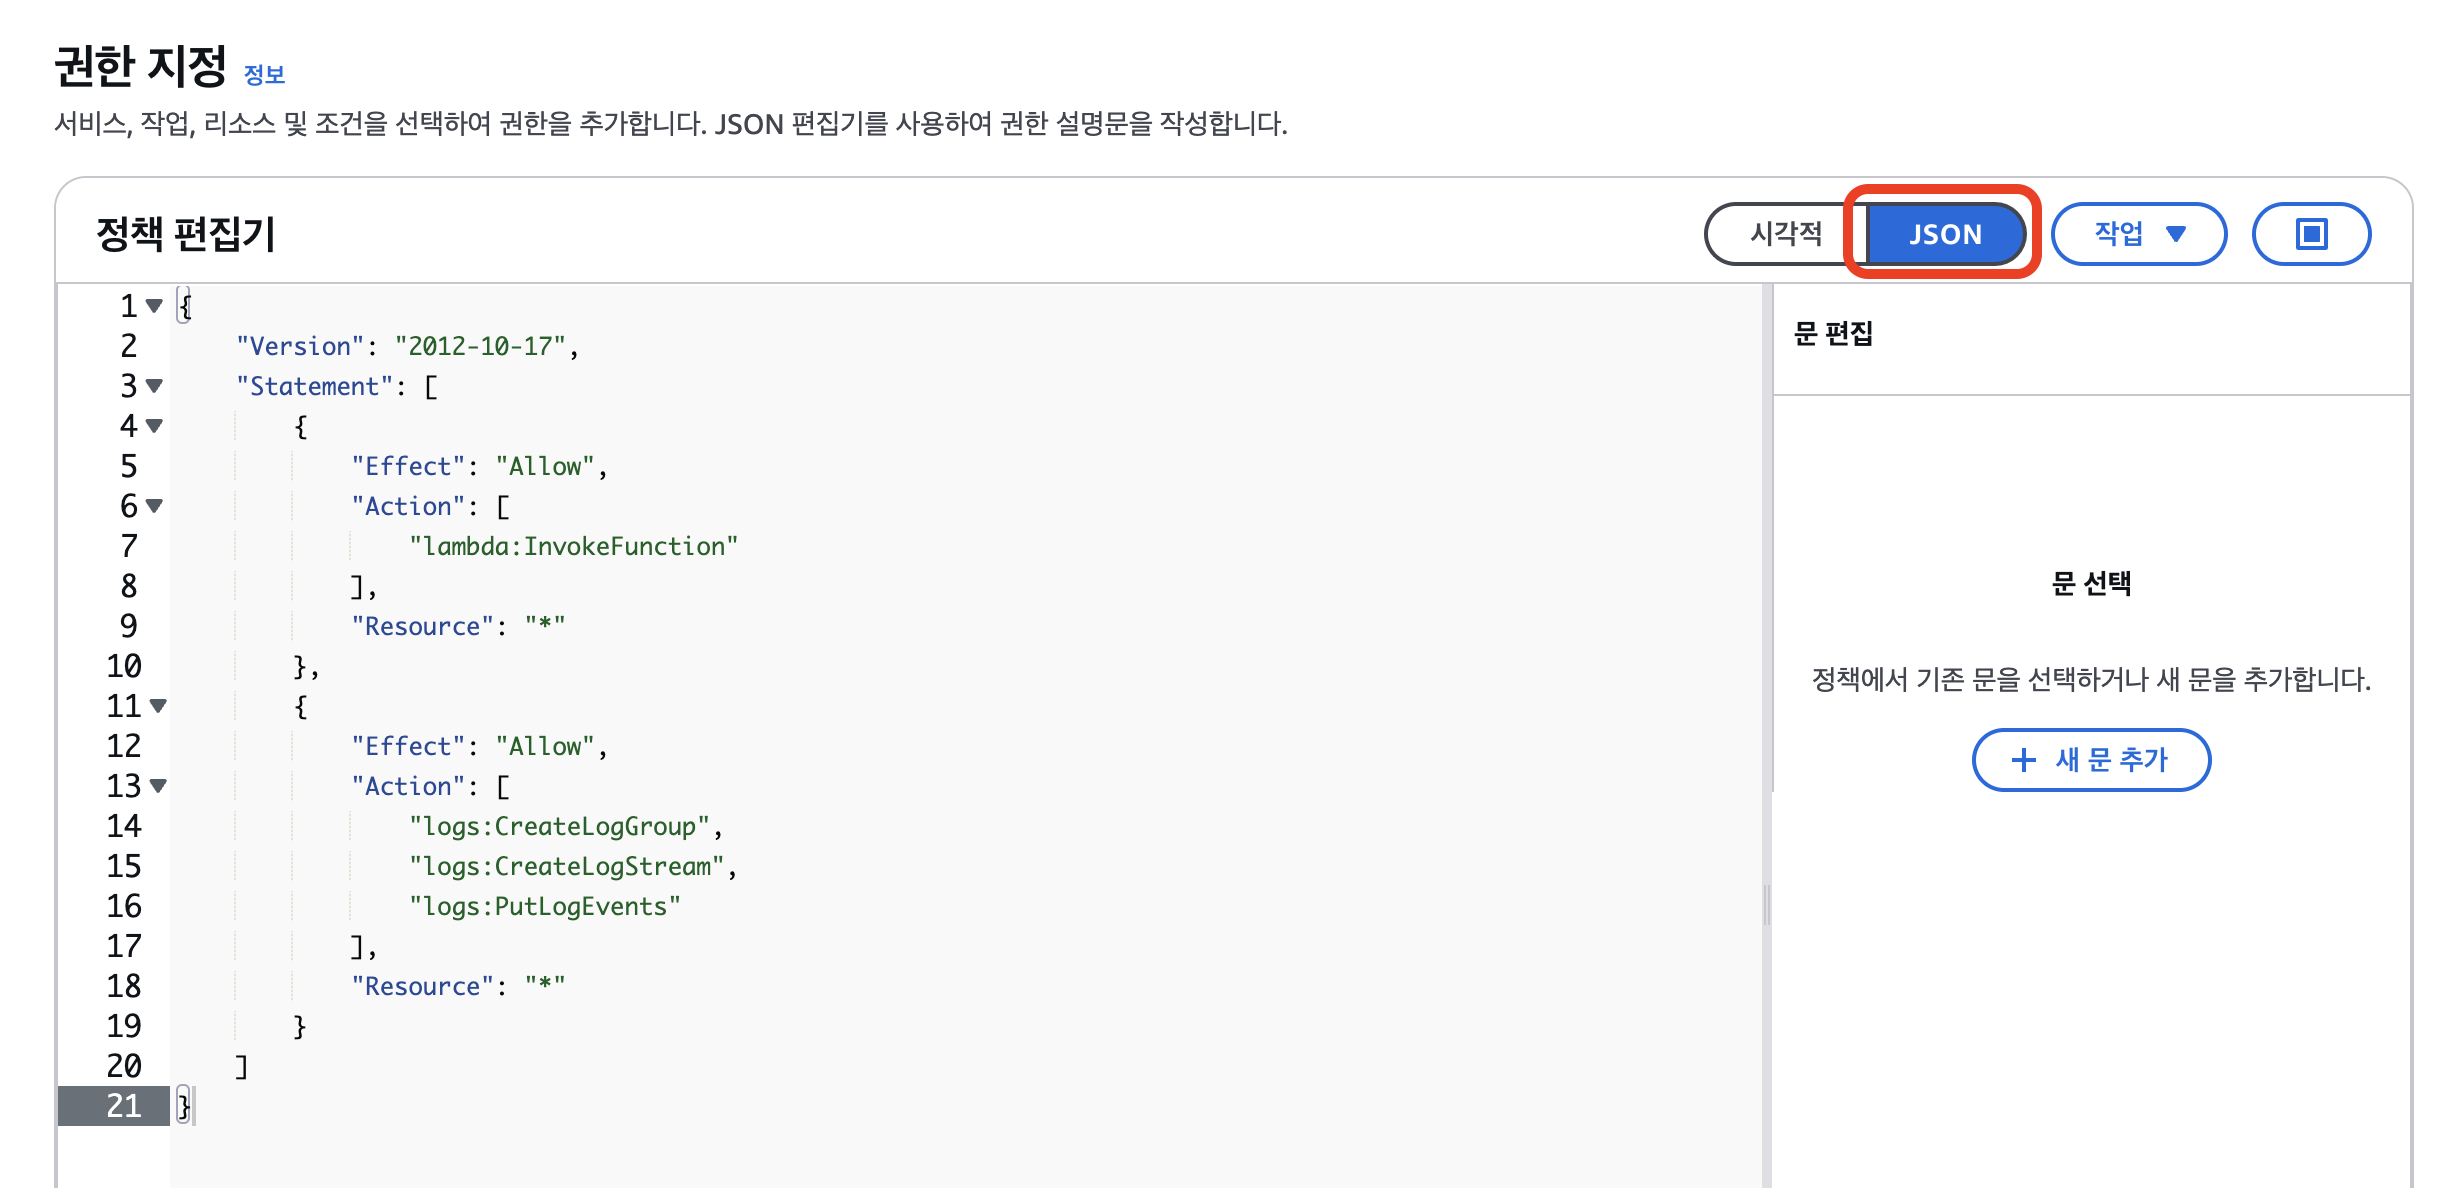 권한 지정 정보
서비스, 작업, 리소스 및 조건을 선택하여 권한을 추가합니다. JSON 편집기를 사용하여 권한 설명문을 작성합니다.
정책 편집기
시각적 JSON 작업
1 {
2 "Version": "2012-10-17",
3 "Statement": [
4 {
5 "Effect": "Allow",
6 "Action": [
7 "lambda:InvokeFunction"
8 ],
9 "Resource": "*"
10 },
11 {
12 "Effect": "Allow",
13 "Action": [
14 "logs:CreateLogGroup",
15 "logs:CreateLogStream",
16 "logs:PutLogEvents"
17 ],
18 "Resource": "*"
19 }
20 ]
21 }
문 편집
문 선택
정책에서 기존 문을 선택하거나 새 문을 추가합니다.
+ 새 문 추가